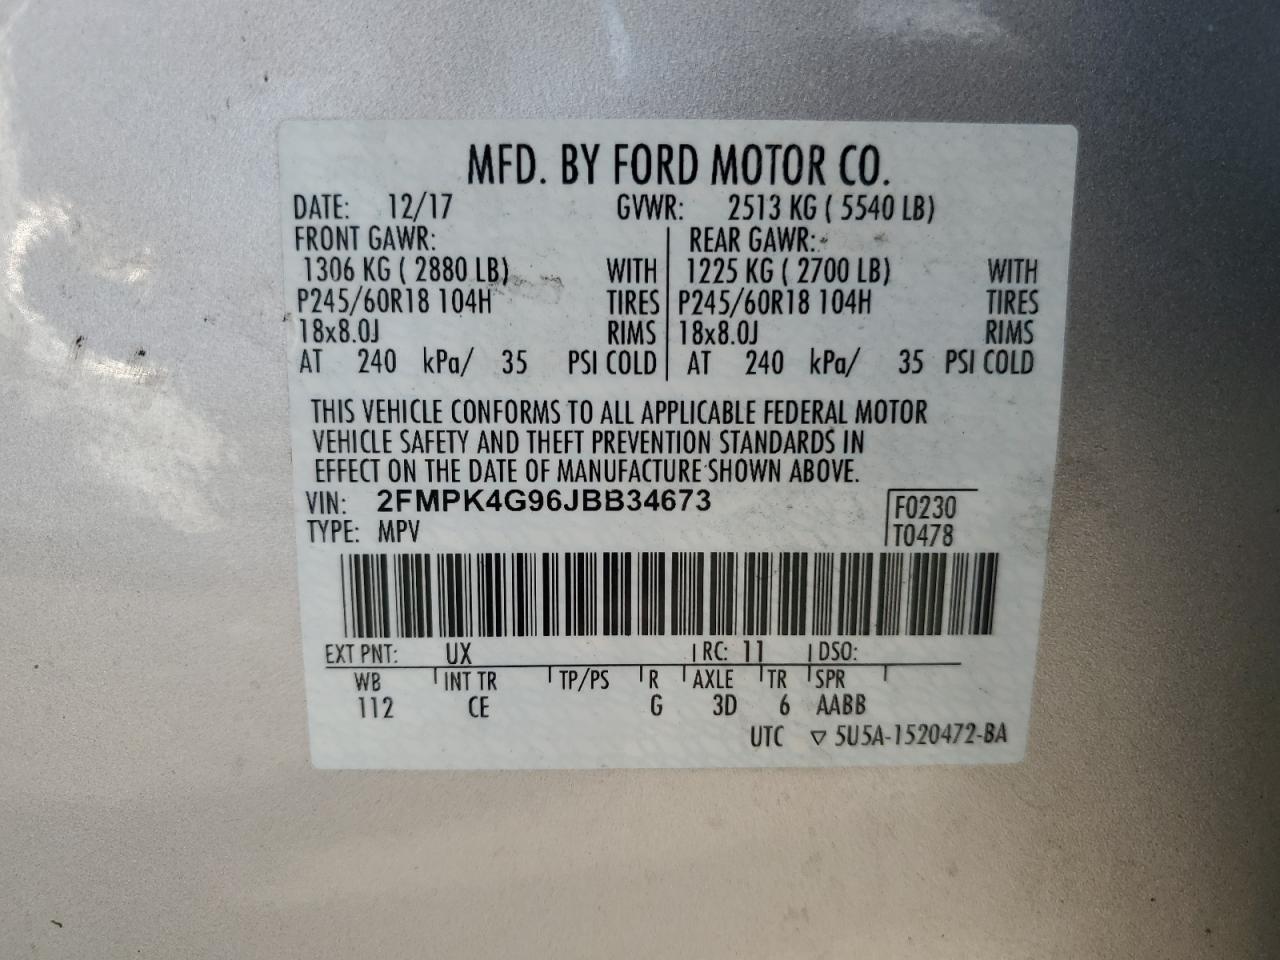 MFD. BY FORD MOTOR CO.
DATE: 12/17 GVWR: 2513 KG ( 5540 LB)
FRONT GAWR: REAR GAWR:
1306 KG ( 2880 LB) WITH 1225 KG ( 2700 LB) WITH
P245/60R18 104H TIRES P245/60R18 104H TIRES
18x8.0J RIMS 18x8.0J RIMS
AT 240 kPa/ 35 PSI COLD AT 240 kPa/ 35 PSI COLD
THIS VEHICLE CONFORMS TO ALL APPLICABLE FEDERAL MOTOR
VEHICLE SAFETY AND THEFT PREVENTION STANDARDS IN
EFFECT ON THE DATE OF MANUFACTURE SHOWN ABOVE.
VIN: 2FMPK4G96JBB34673 F0230
TYPE: MPV T0478
EXT PNT: UX RC: 11 DSO:
WB INT TR TP/PS R AXLE TR SPR
112 CE G 3D 6 AABB
UTC ▽ 5U5A-1520472-BA